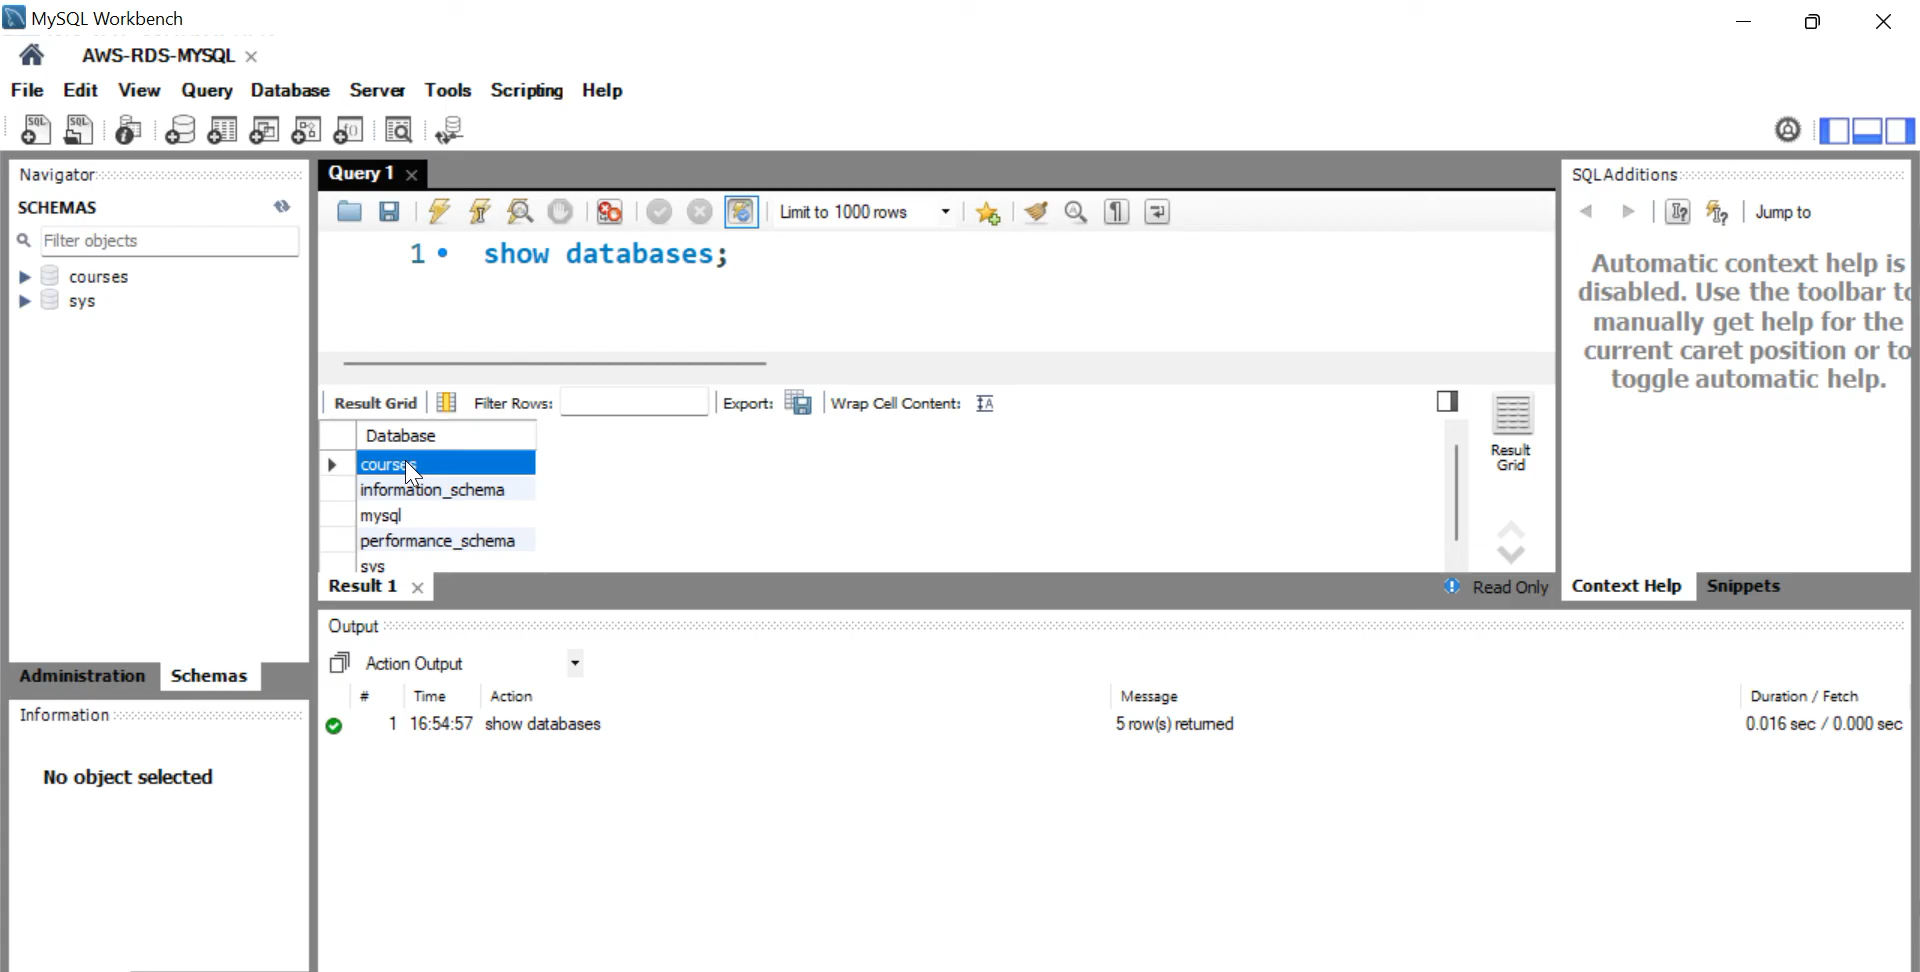 MySQL Workbench
AWS-RDS-MYSQL
File Edit View Query Database Server Tools Scripting Help
Navigator
SCHEMAS
Filter objects
courses
sys
Administration Schemas
Information
No object selected
Query 1
Limit to 1000 rows
1 show databases;
Result Grid Filter Rows: Export: Wrap Cell Content:
Database
courses
information_schema
mysql
performance_schema
sys
Result Grid
Result 1 Read Only
SQLAdditions
Jump to
Automatic context help is
disabled. Use the toolbar to
manually get help for the
current caret position or to
toggle automatic help.
Context Help Snippets
Output
Action Output
# Time Action Message Duration / Fetch
1 16:54:57 show databases 5 row(s) returned 0.016 sec / 0.000 sec